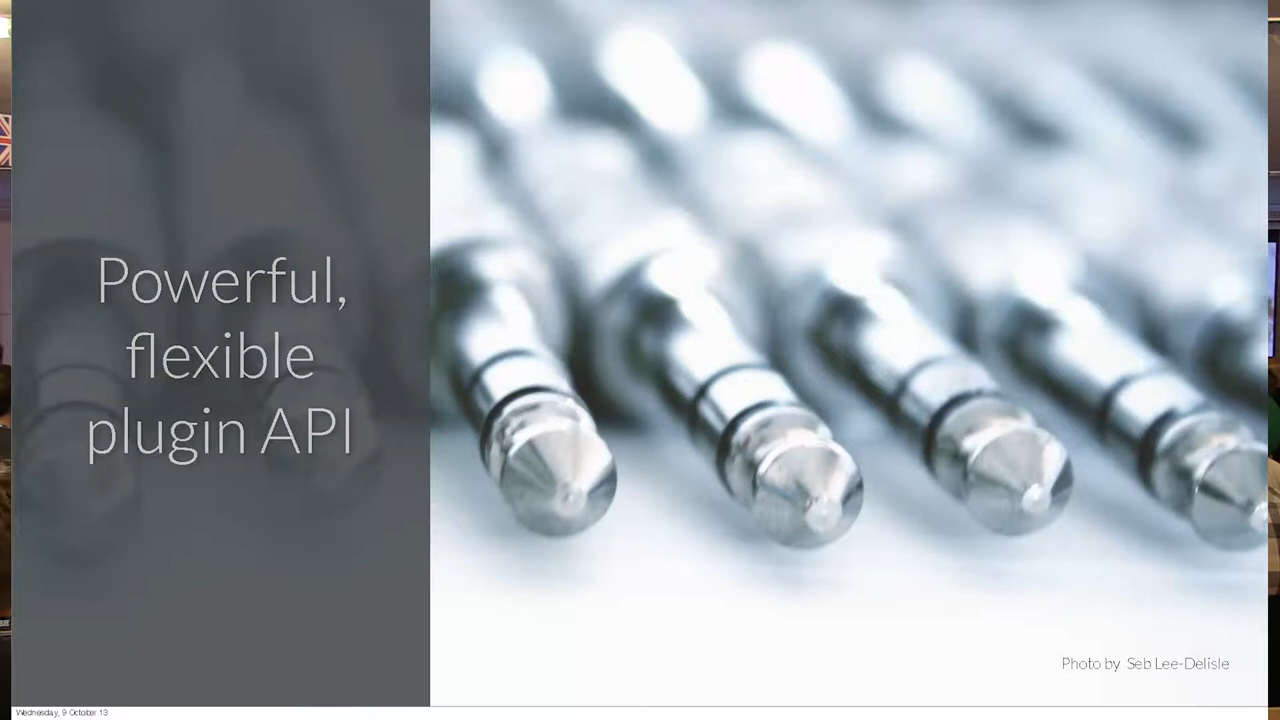 Powerful,
flexible
plugin API
Photo by Seb Lee-Delisle
Wednesday, 9 October 13